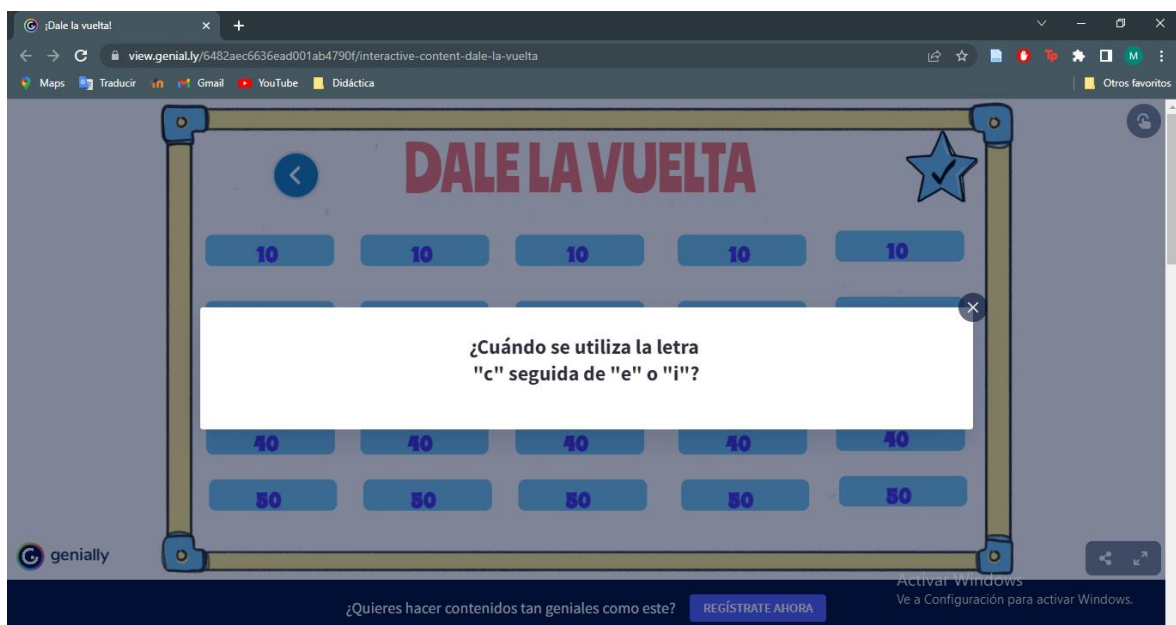 ¡Dale la vuelta!
view.genial.ly/6482aec6636ead001ab4790f/interactive-content-dale-la-vuelta
Maps Traducir in Gmail YouTube Didáctica Otros favoritos
DALE LA VUELTA
10 10 10 10 10
¿Cuándo se utiliza la letra
"c" seguida de "e" o "i"?
40 40 40 40 40
50 50 50 50 50
genially
Activar Windows
Ve a Configuración para activar Windows.
¿Quieres hacer contenidos tan geniales como este? REGÍSTRATE AHORA